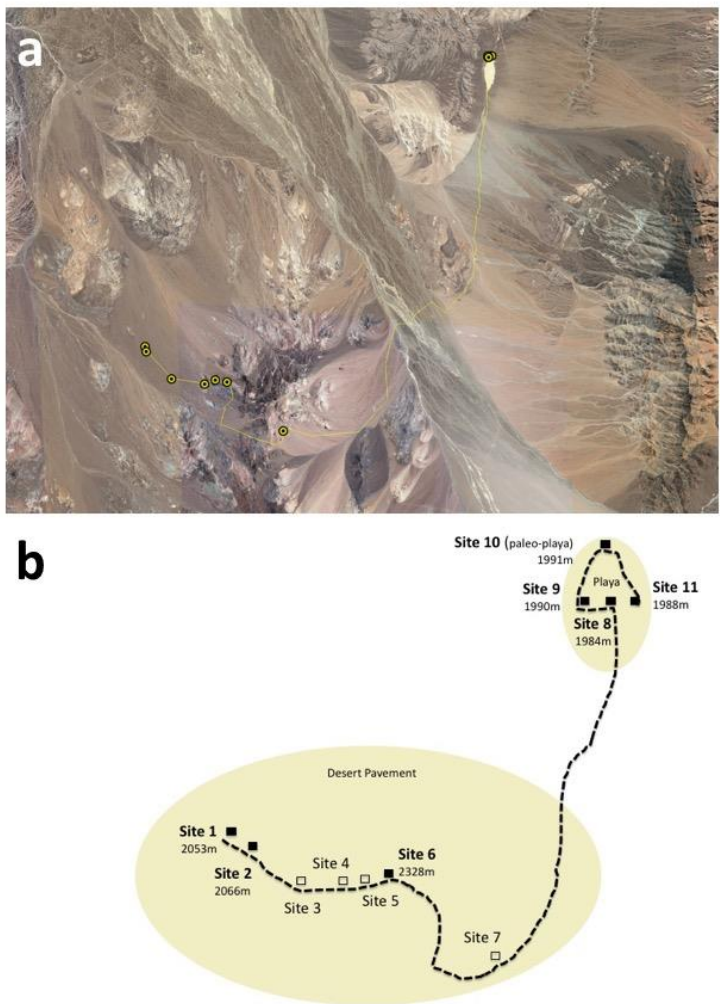 a
b
Site 10 (paleo-playa)
1991m
Playa
Site 9
1990m
Site 11
1988m
Site 8
1984m
Desert Pavement
Site 1
2053m
Site 2
2066m
Site 3
Site 4
Site 5
Site 6
2328m
Site 7